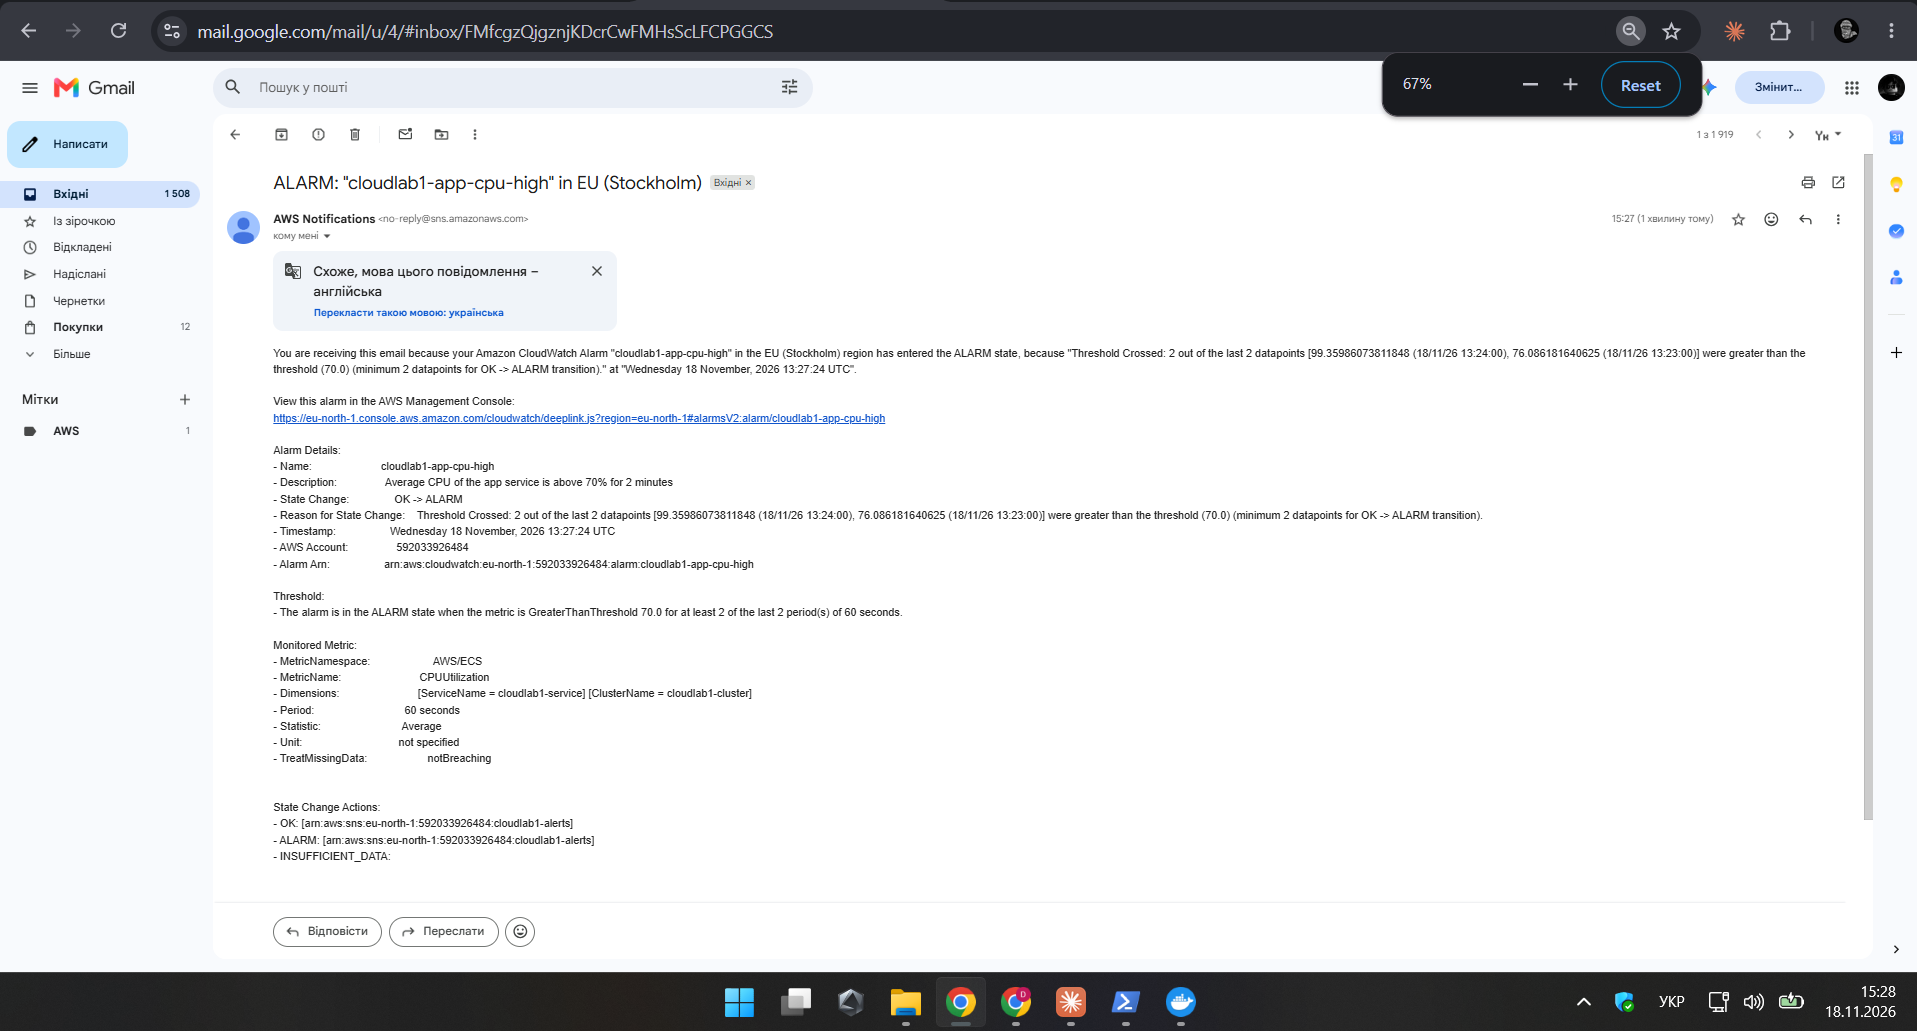 mail.google.com/mail/u/4/#inbox/FMfcgzQjgznjKDcrCwFMHsScLFCPGGCS
67%
Reset
Gmail
Пошук у пошті
Змінит...
Написати
1 з 1 919
Вхідні 1 508
Із зірочкою
Відкладені
Надіслані
Чернетки
Покупки 12
Більше
Мітки
AWS 1
ALARM: "cloudlab1-app-cpu-high" in EU (Stockholm) Вхідні ×
AWS Notifications <no-reply@sns.amazonaws.com>
15:27 (1 хвилину тому)
кому мені
Схоже, мова цього повідомлення –
англійська
Перекласти такою мовою: українська
You are receiving this email because your Amazon CloudWatch Alarm "cloudlab1-app-cpu-high" in the EU (Stockholm) region has entered the ALARM state, because "Threshold Crossed: 2 out of the last 2 datapoints [99.35986073811848 (18/11/26 13:24:00), 76.086181640625 (18/11/26 13:23:00)] were greater than the
threshold (70.0) (minimum 2 datapoints for OK -> ALARM transition)." at "Wednesday 18 November, 2026 13:27:24 UTC".
View this alarm in the AWS Management Console:
https://eu-north-1.console.aws.amazon.com/cloudwatch/deeplink.js?region=eu-north-1#alarmsV2:alarm/cloudlab1-app-cpu-high
Alarm Details:
- Name: cloudlab1-app-cpu-high
- Description: Average CPU of the app service is above 70% for 2 minutes
- State Change: OK -> ALARM
- Reason for State Change: Threshold Crossed: 2 out of the last 2 datapoints [99.35986073811848 (18/11/26 13:24:00), 76.086181640625 (18/11/26 13:23:00)] were greater than the threshold (70.0) (minimum 2 datapoints for OK -> ALARM transition).
- Timestamp: Wednesday 18 November, 2026 13:27:24 UTC
- AWS Account: 592033926484
- Alarm Arn: arn:aws:cloudwatch:eu-north-1:592033926484:alarm:cloudlab1-app-cpu-high
Threshold:
- The alarm is in the ALARM state when the metric is GreaterThanThreshold 70.0 for at least 2 of the last 2 period(s) of 60 seconds.
Monitored Metric:
- MetricNamespace: AWS/ECS
- MetricName: CPUUtilization
- Dimensions: [ServiceName = cloudlab1-service] [ClusterName = cloudlab1-cluster]
- Period: 60 seconds
- Statistic: Average
- Unit: not specified
- TreatMissingData: notBreaching
State Change Actions:
- OK: [arn:aws:sns:eu-north-1:592033926484:cloudlab1-alerts]
- ALARM: [arn:aws:sns:eu-north-1:592033926484:cloudlab1-alerts]
- INSUFFICIENT_DATA:
Відповісти
Переслати
31
D
УКР
15:28
18.11.2026